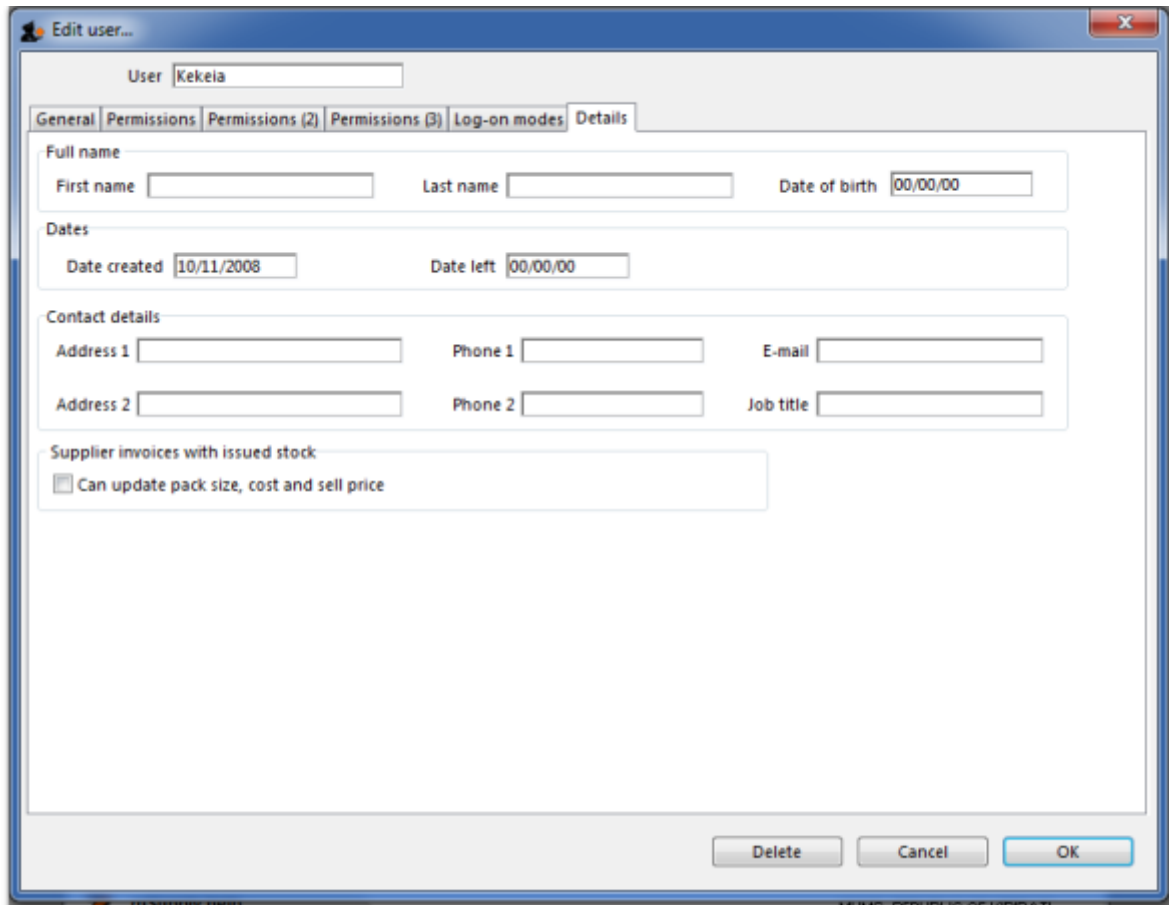 Edit user...
User Kekeia
General Permissions Permissions (2) Permissions (3) Log-on modes Details
Full name
First name Last name Date of birth 00/00/00
Dates
Date created 10/11/2008 Date left 00/00/00
Contact details
Address 1 Phone 1 E-mail
Address 2 Phone 2 Job title
Supplier invoices with issued stock
Can update pack size, cost and sell price
Delete Cancel OK